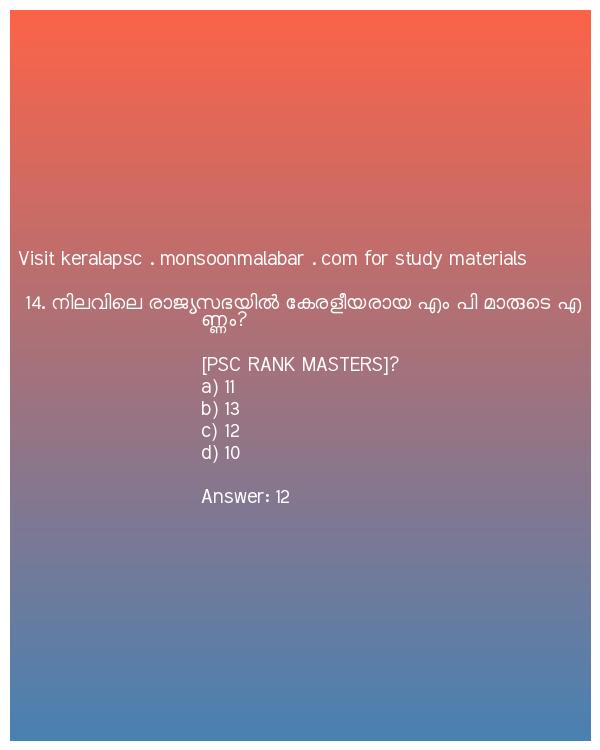 Visit keralapsc . monsoonmalabar . com for study materials
14. നിലവിലെ രാജ്യസഭയിൽ കേരളീയരായ എം പി മാരുടെ എ
ണ്ണം?
[PSC RANK MASTERS]?
a) 11
b) 13
c) 12
d) 10
Answer: 12